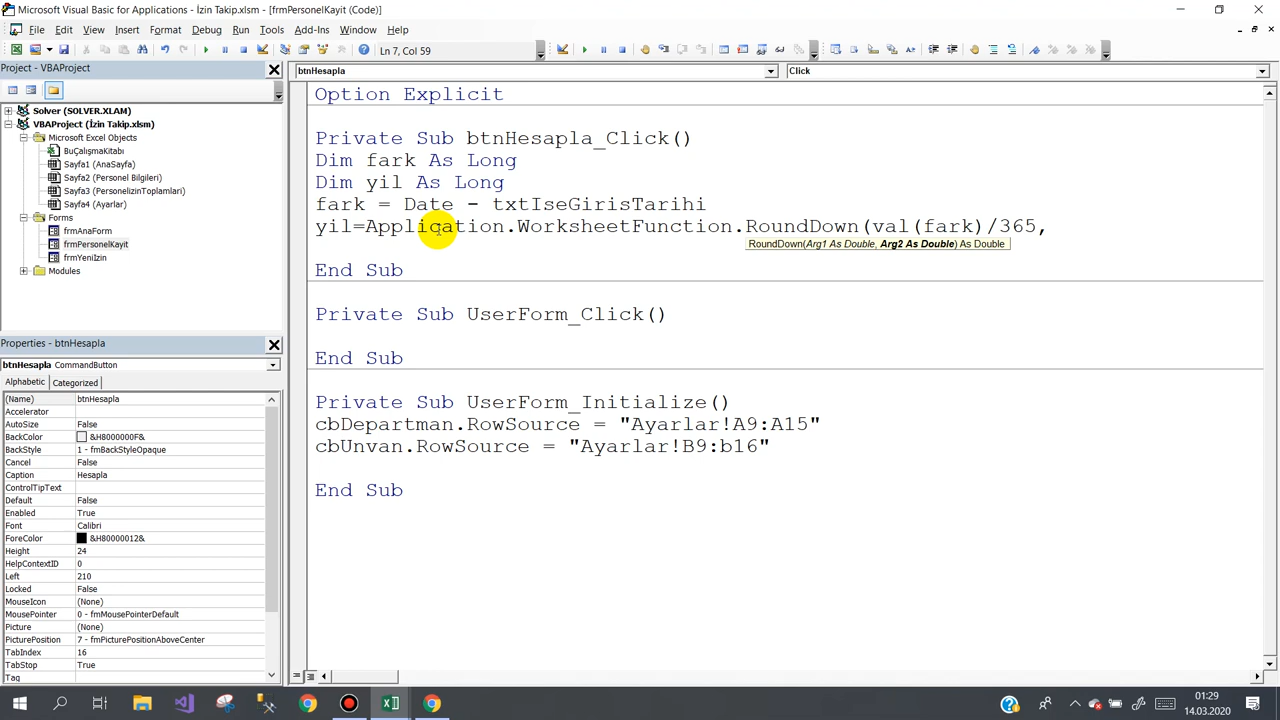 Microsoft Visual Basic for Applications - İzin Takip.xlsm - [frmPersonelKayit (Code)]
File Edit View Insert Format Debug Run Tools Add-Ins Window Help
Ln 7, Col 59
Project - VBAProject
Solver (SOLVER.XLAM)
VBAProject (İzin Takip.xlsm)
Microsoft Excel Objects
BuÇalışmaKitabı
Sayfa1 (AnaSayfa)
Sayfa2 (Personel Bilgileri)
Sayfa3 (PersonelizinToplamlari)
Sayfa4 (Ayarlar)
Forms
frmAnaForm
frmPersonelKayit
frmYeniIzin
Modules
Properties - btnHesapla
btnHesapla CommandButton
Alphabetic Categorized
(Name) btnHesapla
Accelerator
AutoSize False
BackColor &H8000000F&
BackStyle 1 - fmBackStyleOpaque
Cancel False
Caption Hesapla
ControlTipText
Default False
Enabled True
Font Calibri
ForeColor &H80000012&
Height 24
HelpContextID 0
Left 210
Locked False
MouseIcon (None)
MousePointer 0 - fmMousePointerDefault
Picture (None)
PicturePosition 7 - fmPicturePositionAboveCenter
TabIndex 16
TabStop True
Tag
btnHesapla Click
Option Explicit
Private Sub btnHesapla_Click()
Dim fark As Long
Dim yil As Long
fark = Date - txtIseGirisTarihi
yil=Application.WorksheetFunction.RoundDown(val(fark)/365,
RoundDown(Arg1 As Double, Arg2 As Double) As Double
End Sub
Private Sub UserForm_Click()
End Sub
Private Sub UserForm_Initialize()
cbDepartman.RowSource = "Ayarlar!A9:A15"
cbUnvan.RowSource = "Ayarlar!B9:b16"
End Sub
01:29
14.03.2020